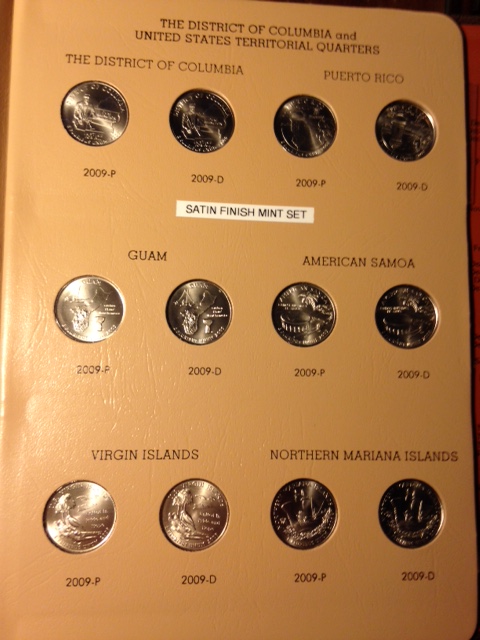 THE DISTRICT OF COLUMBIA and
UNITED STATES TERRITORIAL QUARTERS
THE DISTRICT OF COLUMBIA
PUERTO RICO
2009-P
2009-D
2009-P
2009-D
SATIN FINISH MINT SET
GUAM
AMERICAN SAMOA
2009-P
2009-D
2009-P
2009-D
VIRGIN ISLANDS
NORTHERN MARIANA ISLANDS
2009-P
2009-D
2009-P
2009-D